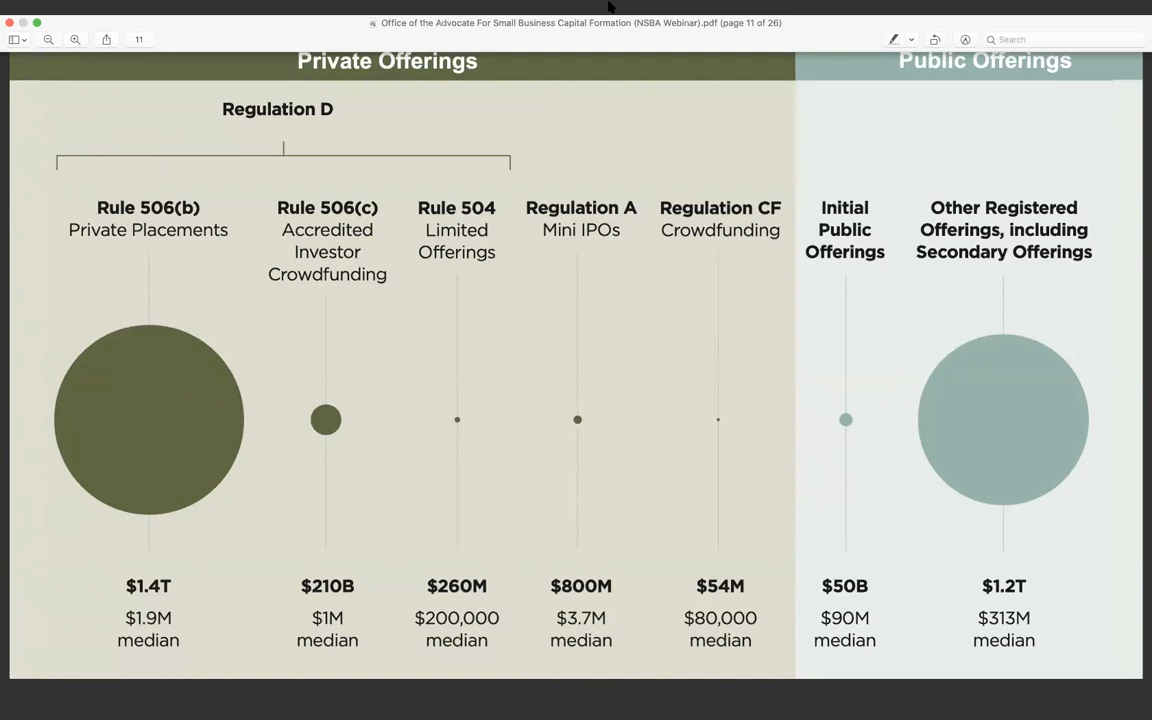 Office of the Advocate For Small Business Capital Formation (NSBA Webinar).pdf (page 11 of 26)
11
Search
Private Offerings
Public Offerings
Regulation D
Rule 506(b)
Private Placements
Rule 506(c)
Accredited
Investor
Crowdfunding
Rule 504
Limited
Offerings
Regulation A
Mini IPOs
Regulation CF
Crowdfunding
Initial
Public
Offerings
Other Registered
Offerings, including
Secondary Offerings
$1.4T
$1.9M
median
$210B
$1M
median
$260M
$200,000
median
$800M
$3.7M
median
$54M
$80,000
median
$50B
$90M
median
$1.2T
$313M
median